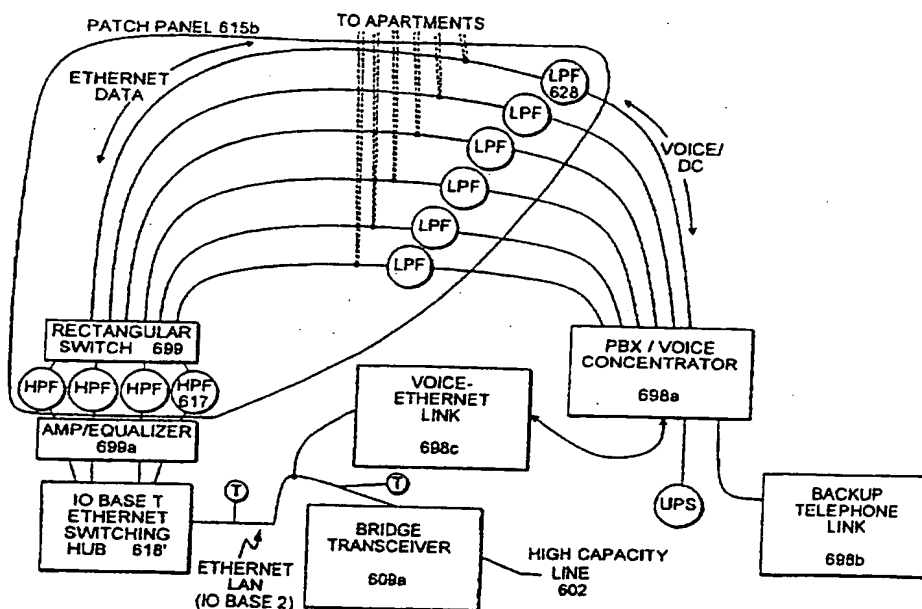 PATCH PANEL 615b
TO APARTMENTS
ETHERNET
DATA
LPF
628
LPF
LPF
LPF
LPF
LPF
VOICE/
DC
RECTANGULAR
SWITCH 699
HPF
HPF
HPF
HPF
617
AMP/EQUALIZER
699a
IO BASE T
ETHERNET
SWITCHING
HUB 618'
T
ETHERNET
LAN
(IO BASE 2)
VOICE-
ETHERNET
LINK
698c
T
BRIDGE
TRANSCEIVER
609a
HIGH CAPACITY
LINE
602
PBX / VOICE
CONCENTRATOR
698a
UPS
BACKUP
TELEPHONE
LINK
698b